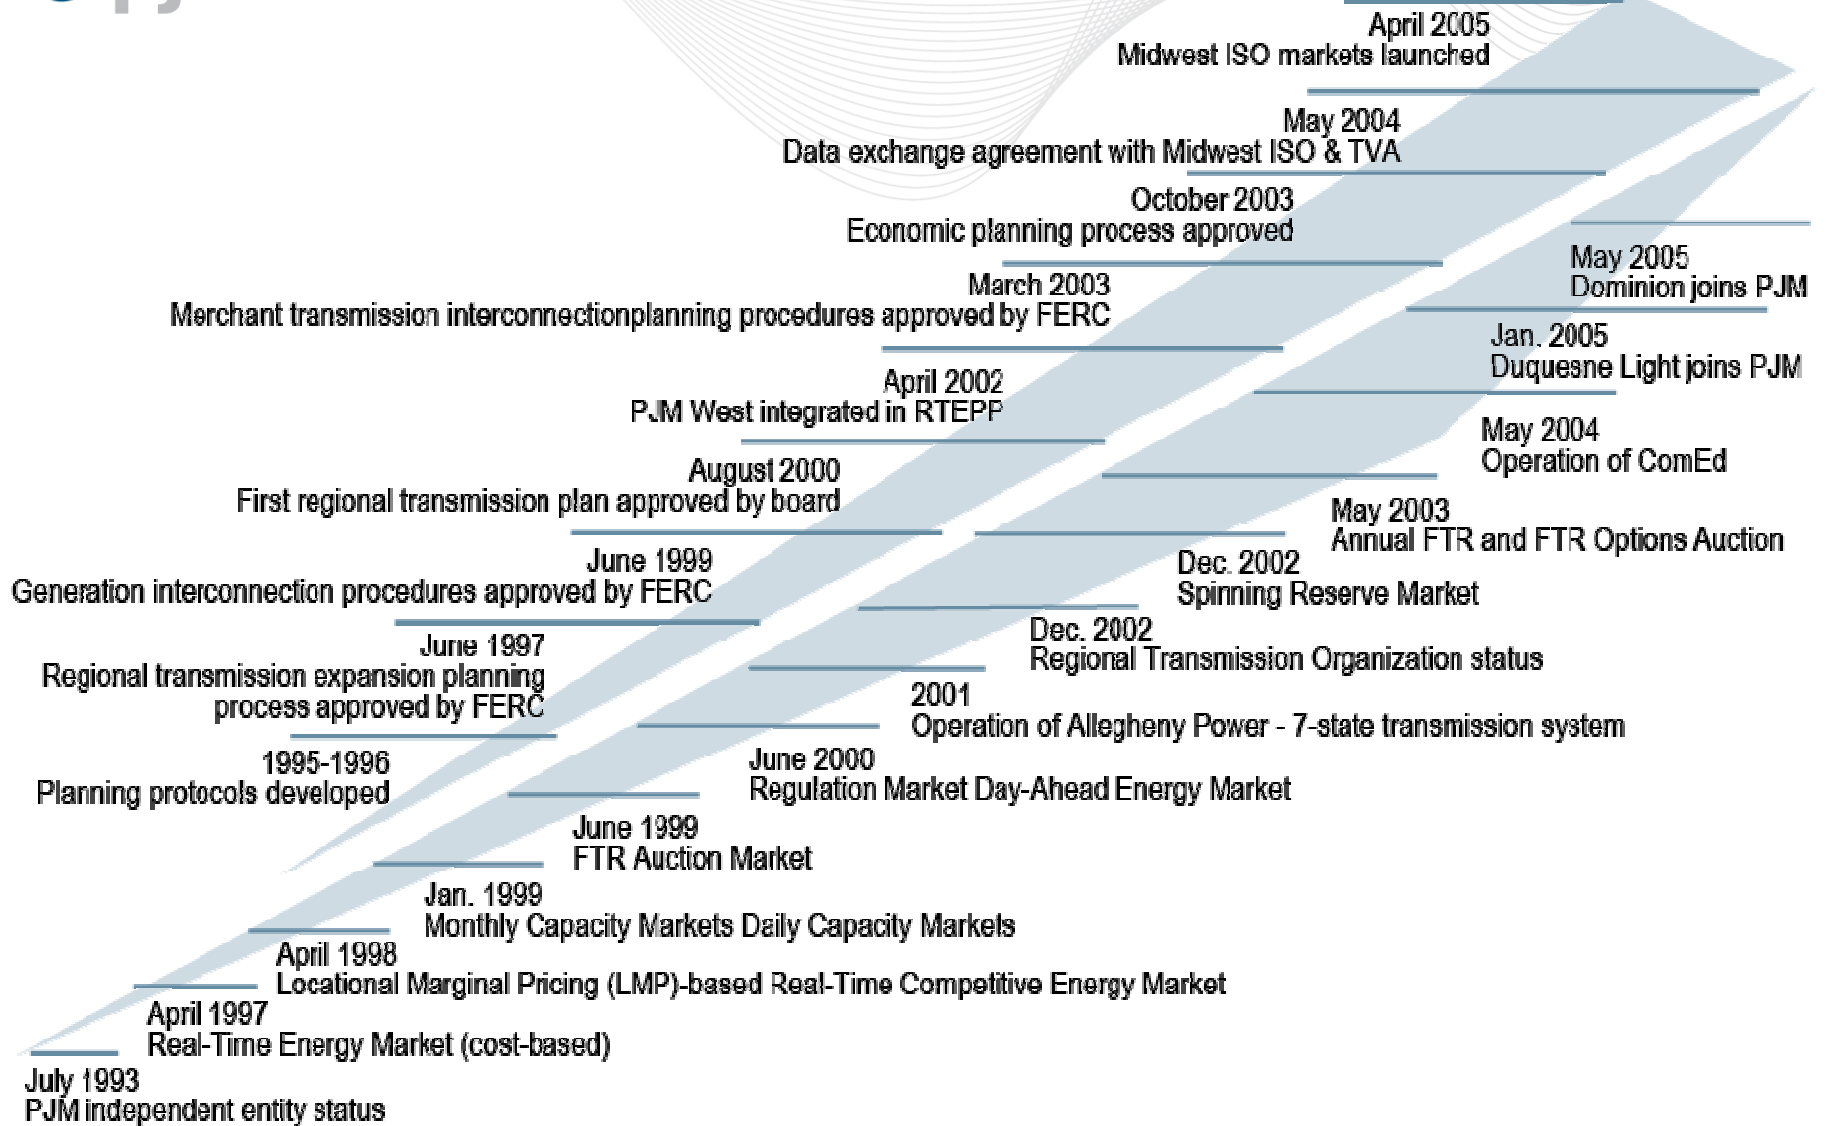 April 2005
Midwest ISO markets launched
May 2004
Data exchange agreement with Midwest ISO & TVA
October 2003
Economic planning process approved
March 2003
Merchant transmission interconnectionplanning procedures approved by FERC
April 2002
PJM West integrated in RTEPP
August 2000
First regional transmission plan approved by board
June 1999
Generation interconnection procedures approved by FERC
June 1997
Regional transmission expansion planning
process approved by FERC
1995-1996
Planning protocols developed
May 2005
Dominion joins PJM
Jan. 2005
Duquesne Light joins PJM
May 2004
Operation of ComEd
May 2003
Annual FTR and FTR Options Auction
Dec. 2002
Spinning Reserve Market
Dec. 2002
Regional Transmission Organization status
2001
Operation of Allegheny Power - 7-state transmission system
June 2000
Regulation Market Day-Ahead Energy Market
June 1999
FTR Auction Market
Jan. 1999
Monthly Capacity Markets Daily Capacity Markets
April 1998
Locational Marginal Pricing (LMP)-based Real-Time Competitive Energy Market
April 1997
Real-Time Energy Market (cost-based)
July 1993
PJM independent entity status